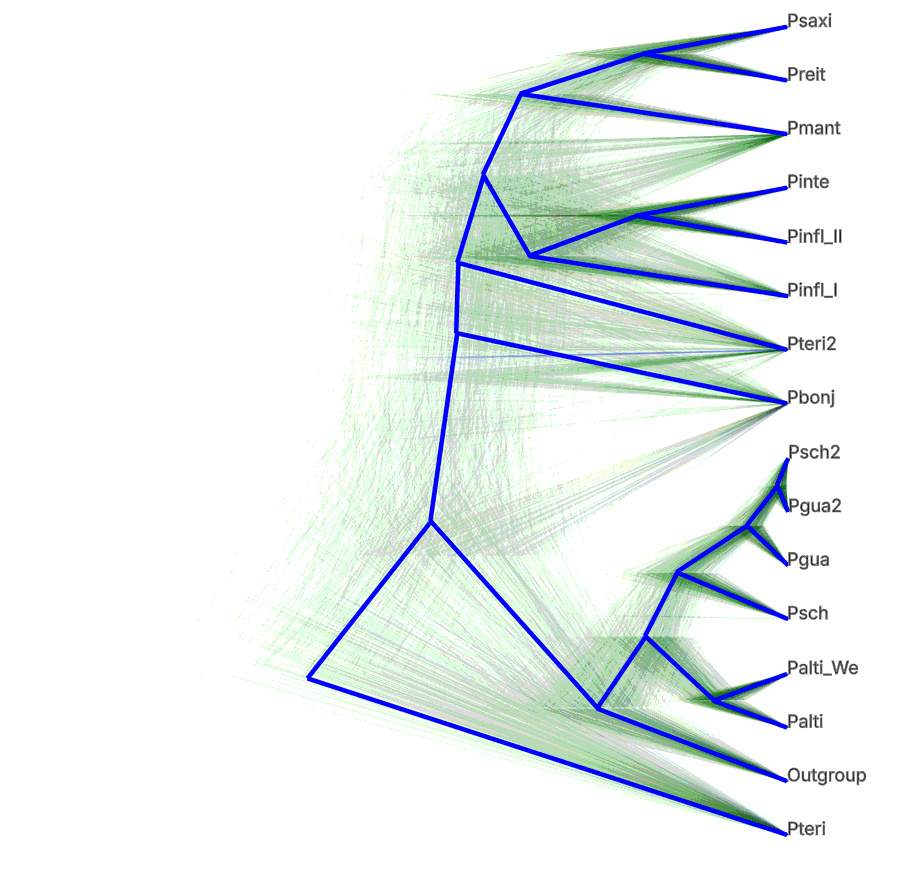 Psaxi
Preit
Pmant
Pinte
Pinfl_II
Pinfl_I
Pteri2
Pbonj
Psch2
Pgua2
Pgua
Psch
Palti_We
Palti
Outgroup
Pteri